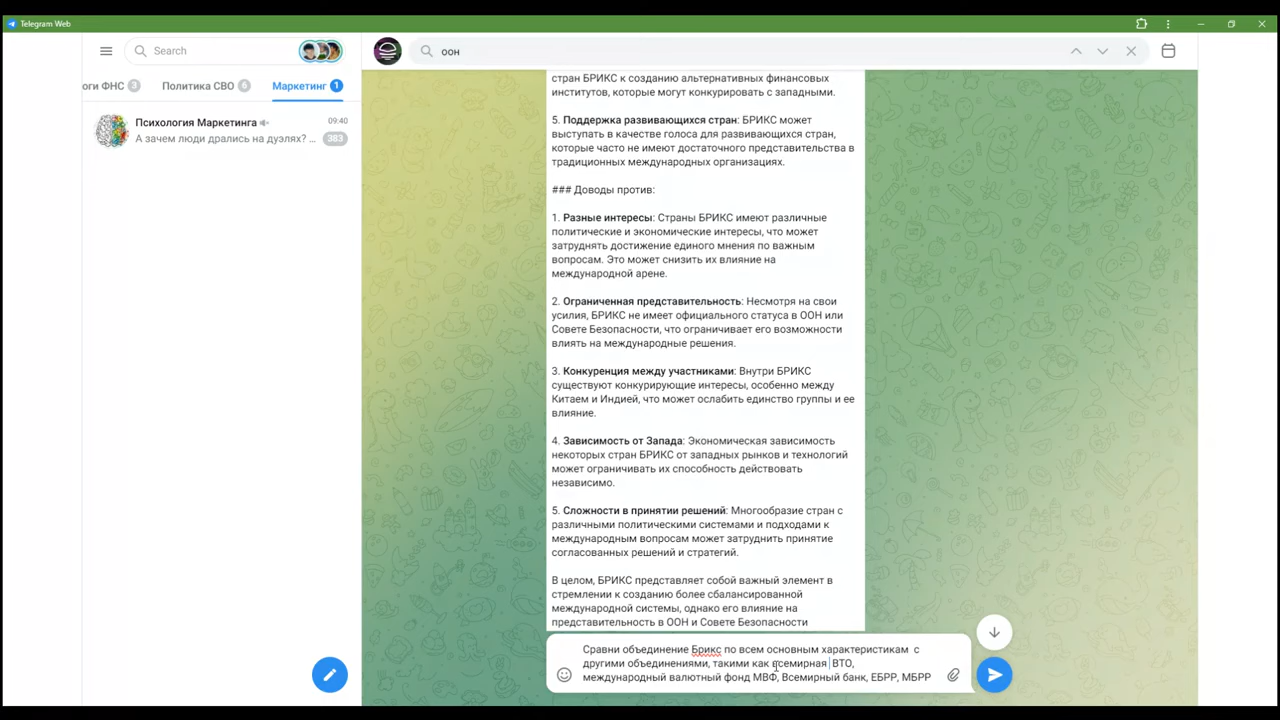 Telegram Web
Search
оон
оги ФНС 3
Политика СВО 6
Маркетинг 1
Психология Маркетинга
09:40
А зачем люди дрались на дуэлях? ...
383
стран БРИКС к созданию альтернативных финансовых
институтов, которые могут конкурировать с западными.
5. Поддержка развивающихся стран: БРИКС может
выступать в качестве голоса для развивающихся стран,
которые часто не имеют достаточного представительства в
традиционных международных организациях.
### Доводы против:
1. Разные интересы: Страны БРИКС имеют различные
политические и экономические интересы, что может
затруднять достижение единого мнения по важным
вопросам. Это может снизить их влияние на
международной арене.
2. Ограниченная представительность: Несмотря на свои
усилия, БРИКС не имеет официального статуса в ООН или
Совете Безопасности, что ограничивает его возможности
влиять на международные решения.
3. Конкуренция между участниками: Внутри БРИКС
существуют конкурирующие интересы, особенно между
Китаем и Индией, что может ослабить единство группы и ее
влияние.
4. Зависимость от Запада: Экономическая зависимость
некоторых стран БРИКС от западных рынков и технологий
может ограничивать их способность действовать
независимо.
5. Сложности в принятии решений: Многообразие стран с
различными политическими системами и подходами к
международным вопросам может затруднить принятие
согласованных решений и стратегий.
В целом, БРИКС представляет собой важный элемент в
стремлении к созданию более сбалансированной
международной системы, однако его влияние на
представительность в ООН и Совете Безопасности
Сравни объединение Брикс по всем основным характеристикам с
другими объединениями, такими как всемирная ВТО,
международный валютный фонд МВФ, Всемирный банк, ЕБРР, МБРР